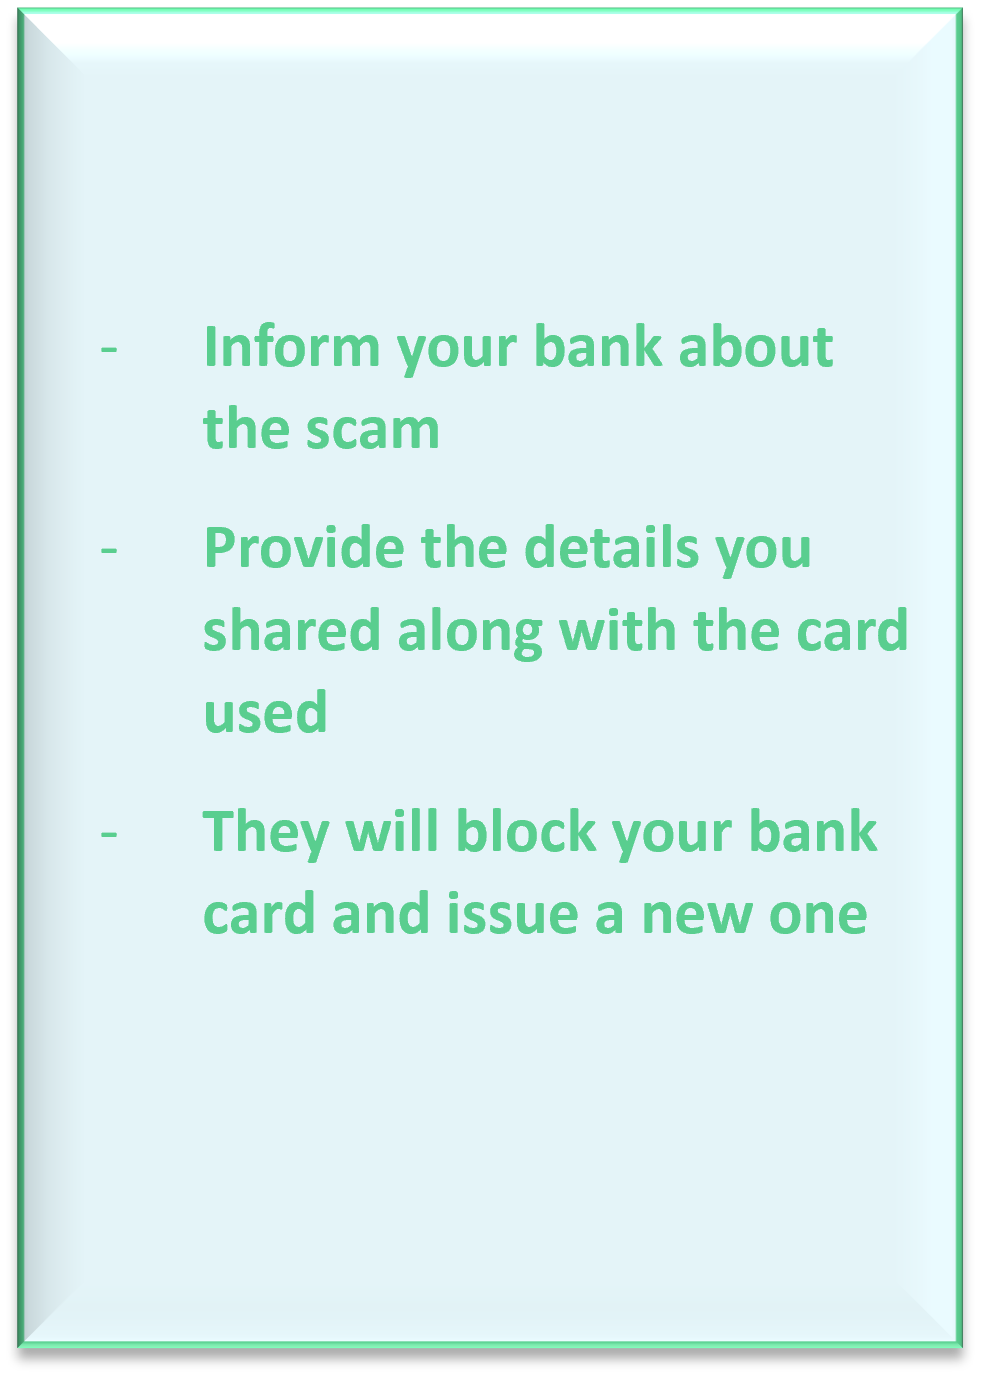 - Inform your bank about
the scam
- Provide the details you
shared along with the card
used
- They will block your bank
card and issue a new one